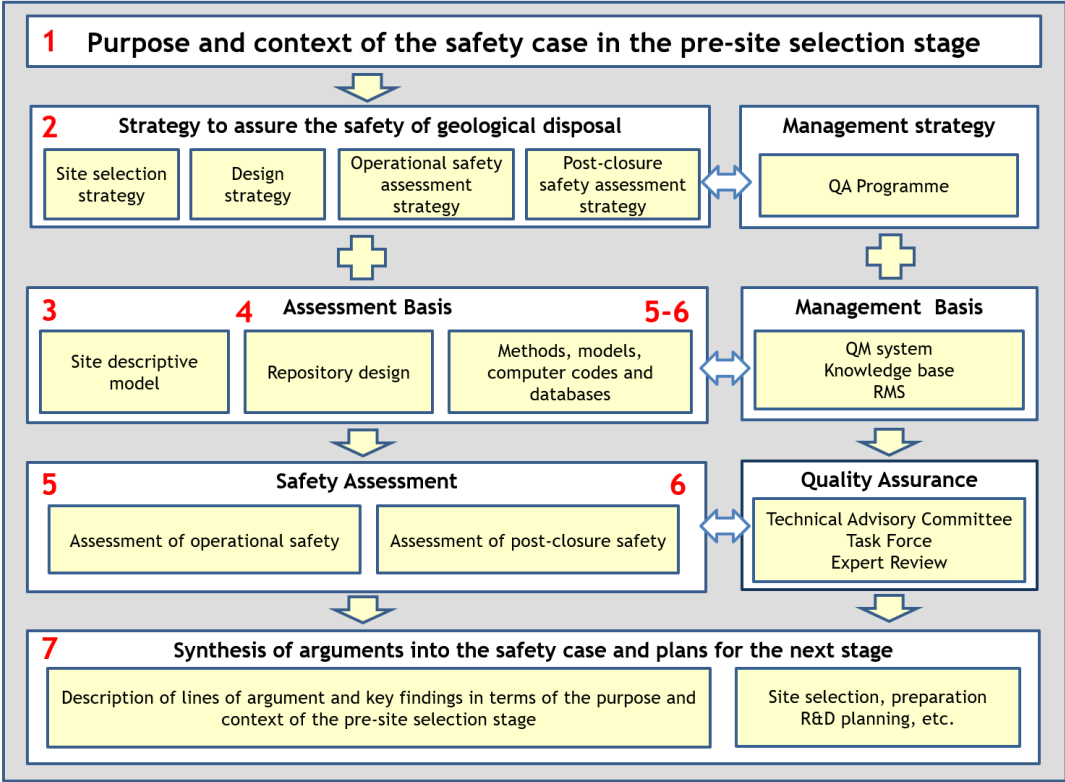 1 Purpose and context of the safety case in the pre-site selection stage
2 Strategy to assure the safety of geological disposal
Site selection
strategy
Design
strategy
Operational safety
assessment
strategy
Post-closure
safety assessment
strategy
Management strategy
QA Programme
3
4
Assessment Basis
5-6
Site descriptive
model
Repository design
Methods, models,
computer codes and
databases
Management Basis
QM system
Knowledge base
RMS
5
Safety Assessment
6
Assessment of operational safety
Assessment of post-closure safety
Quality Assurance
Technical Advisory Committee
Task Force
Expert Review
7
Synthesis of arguments into the safety case and plans for the next stage
Description of lines of argument and key findings in terms of the purpose and
context of the pre-site selection stage
Site selection, preparation
R&D planning, etc.